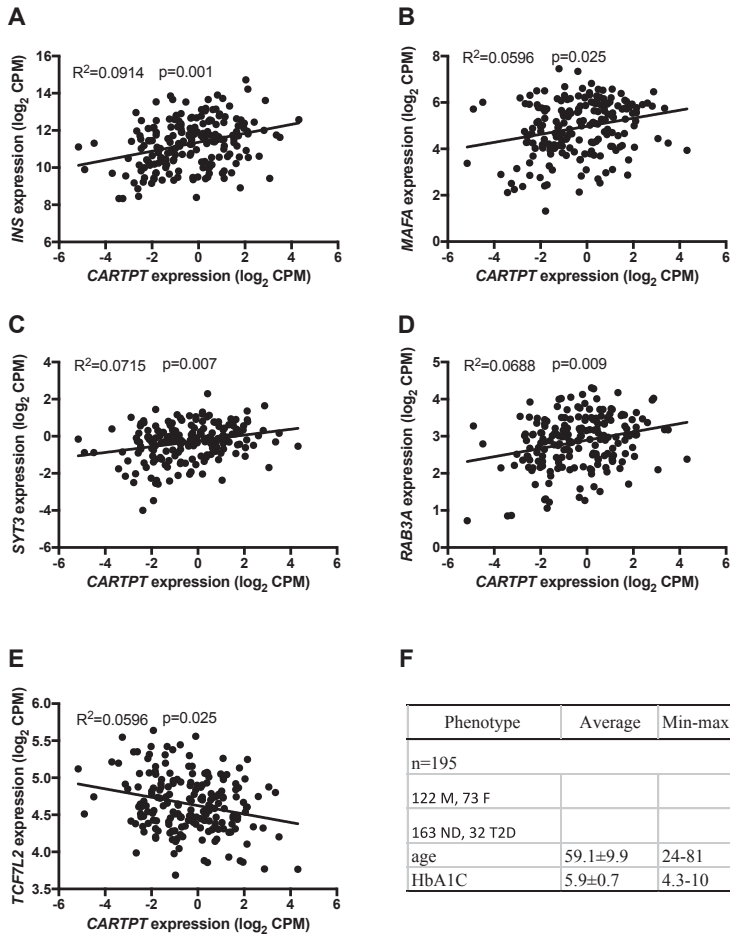 A
R²=0.0914 p=0.001
INS expression (log₂ CPM)
16
14
12
10
8
6
-6 -4 -2 0 2 4 6
CARTPT expression (log₂ CPM)
B
R²=0.0596 p=0.025
MAFA expression (log₂ CPM)
8
6
4
2
0
-6 -4 -2 0 2 4 6
CARTPT expression (log₂ CPM)
C
R²=0.0715 p=0.007
SYT3 expression (log₂ CPM)
4
2
0
-2
-4
-6
-6 -4 -2 0 2 4 6
CARTPT expression (log₂ CPM)
D
R²=0.0688 p=0.009
RAB3A expression (log₂ CPM)
5
4
3
2
1
0
-6 -4 -2 0 2 4 6
CARTPT expression (log₂ CPM)
E
R²=0.0596 p=0.025
TCF7L2 expression (log₂ CPM)
6.0
5.5
5.0
4.5
4.0
3.5
-6 -4 -2 0 2 4 6
CARTPT expression (log₂ CPM)
F
Phenotype Average Min-max
n=195
122 M, 73 F
163 ND, 32 T2D
age 59.1±9.9 24-81
HbA1C 5.9±0.7 4.3-10